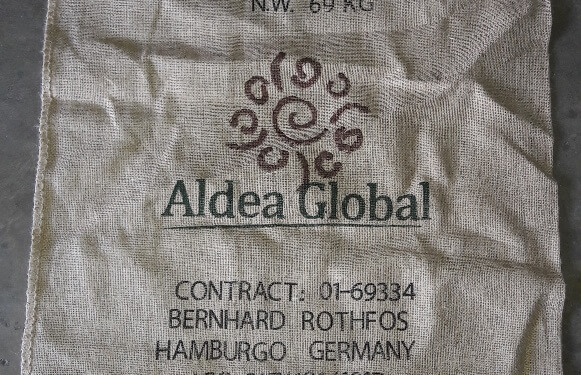 N.W. 69 KG
Aldea Global
CONTRACT: 01-69334
BERNHARD ROTHFOS
HAMBURGO GERMANY